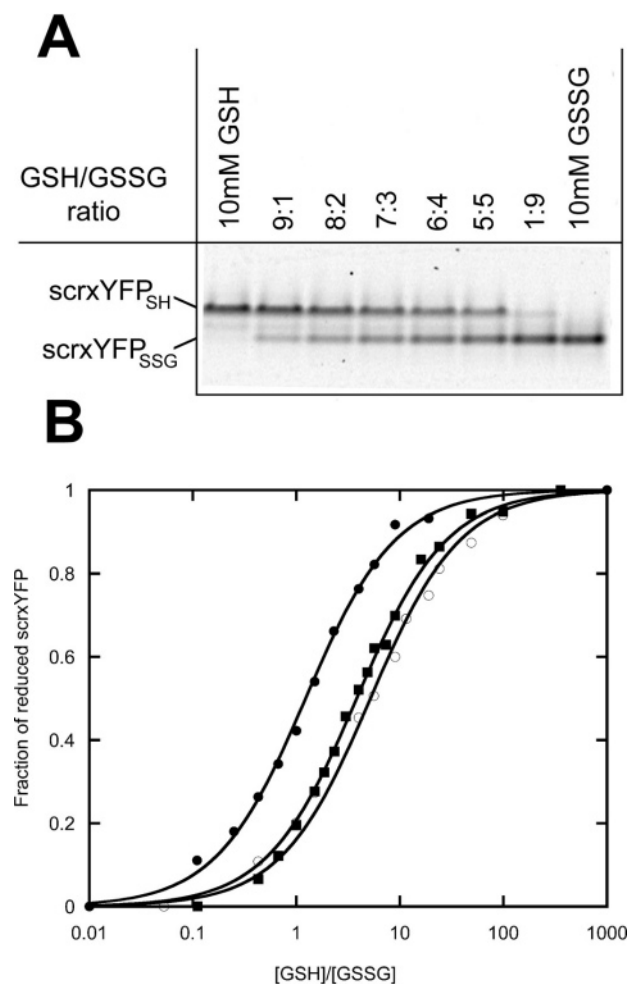 A
GSH/GSSG
ratio
10mM GSH
9:1
8:2
7:3
6:4
5:5
1:9
10mM GSSG
scrxYFPSH
scrxYFPSSG
B
Fraction of reduced scrxYFP
1
0.8
0.6
0.4
0.2
0
0.01
0.1
1
10
100
1000
[GSH]/[GSSG]